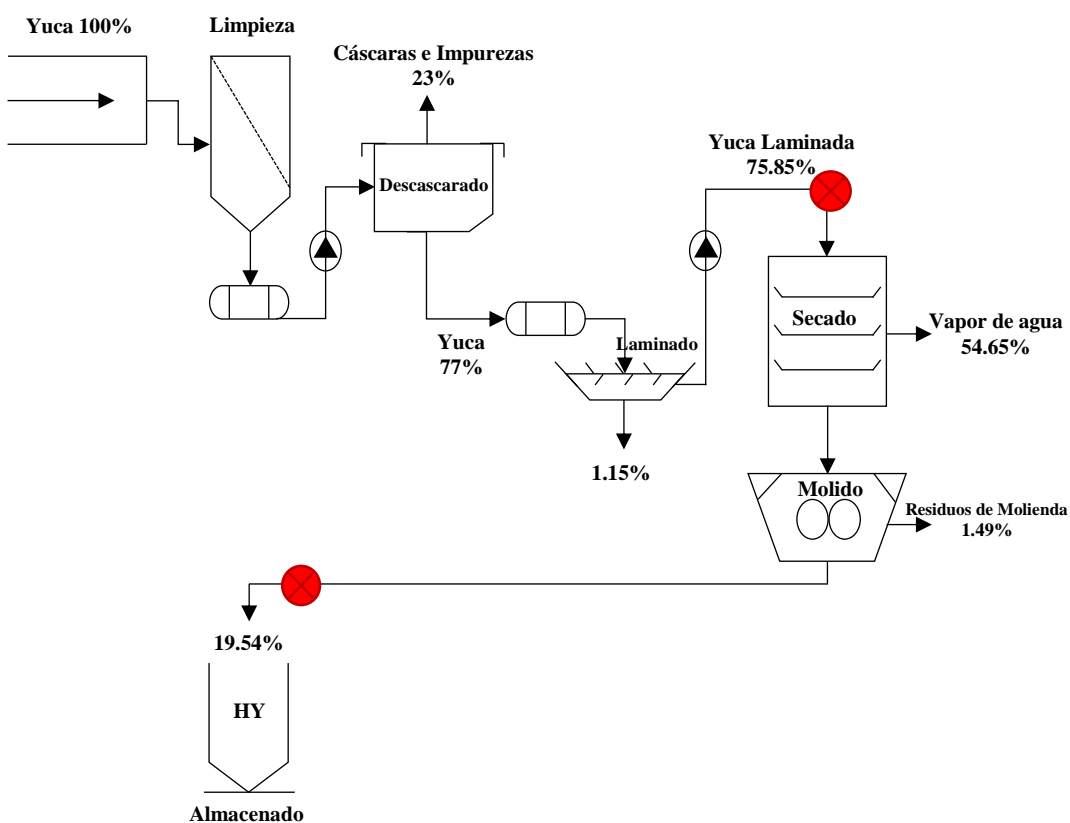 Yuca 100%
Limpieza
Cáscaras e Impurezas
23%
Descascarado
Yuca Laminada
75.85%
Secado
Vapor de agua
54.65%
Yuca
77%
Laminado
1.15%
Molido
Residuos de Molienda
1.49%
19.54%
HY
Almacenado